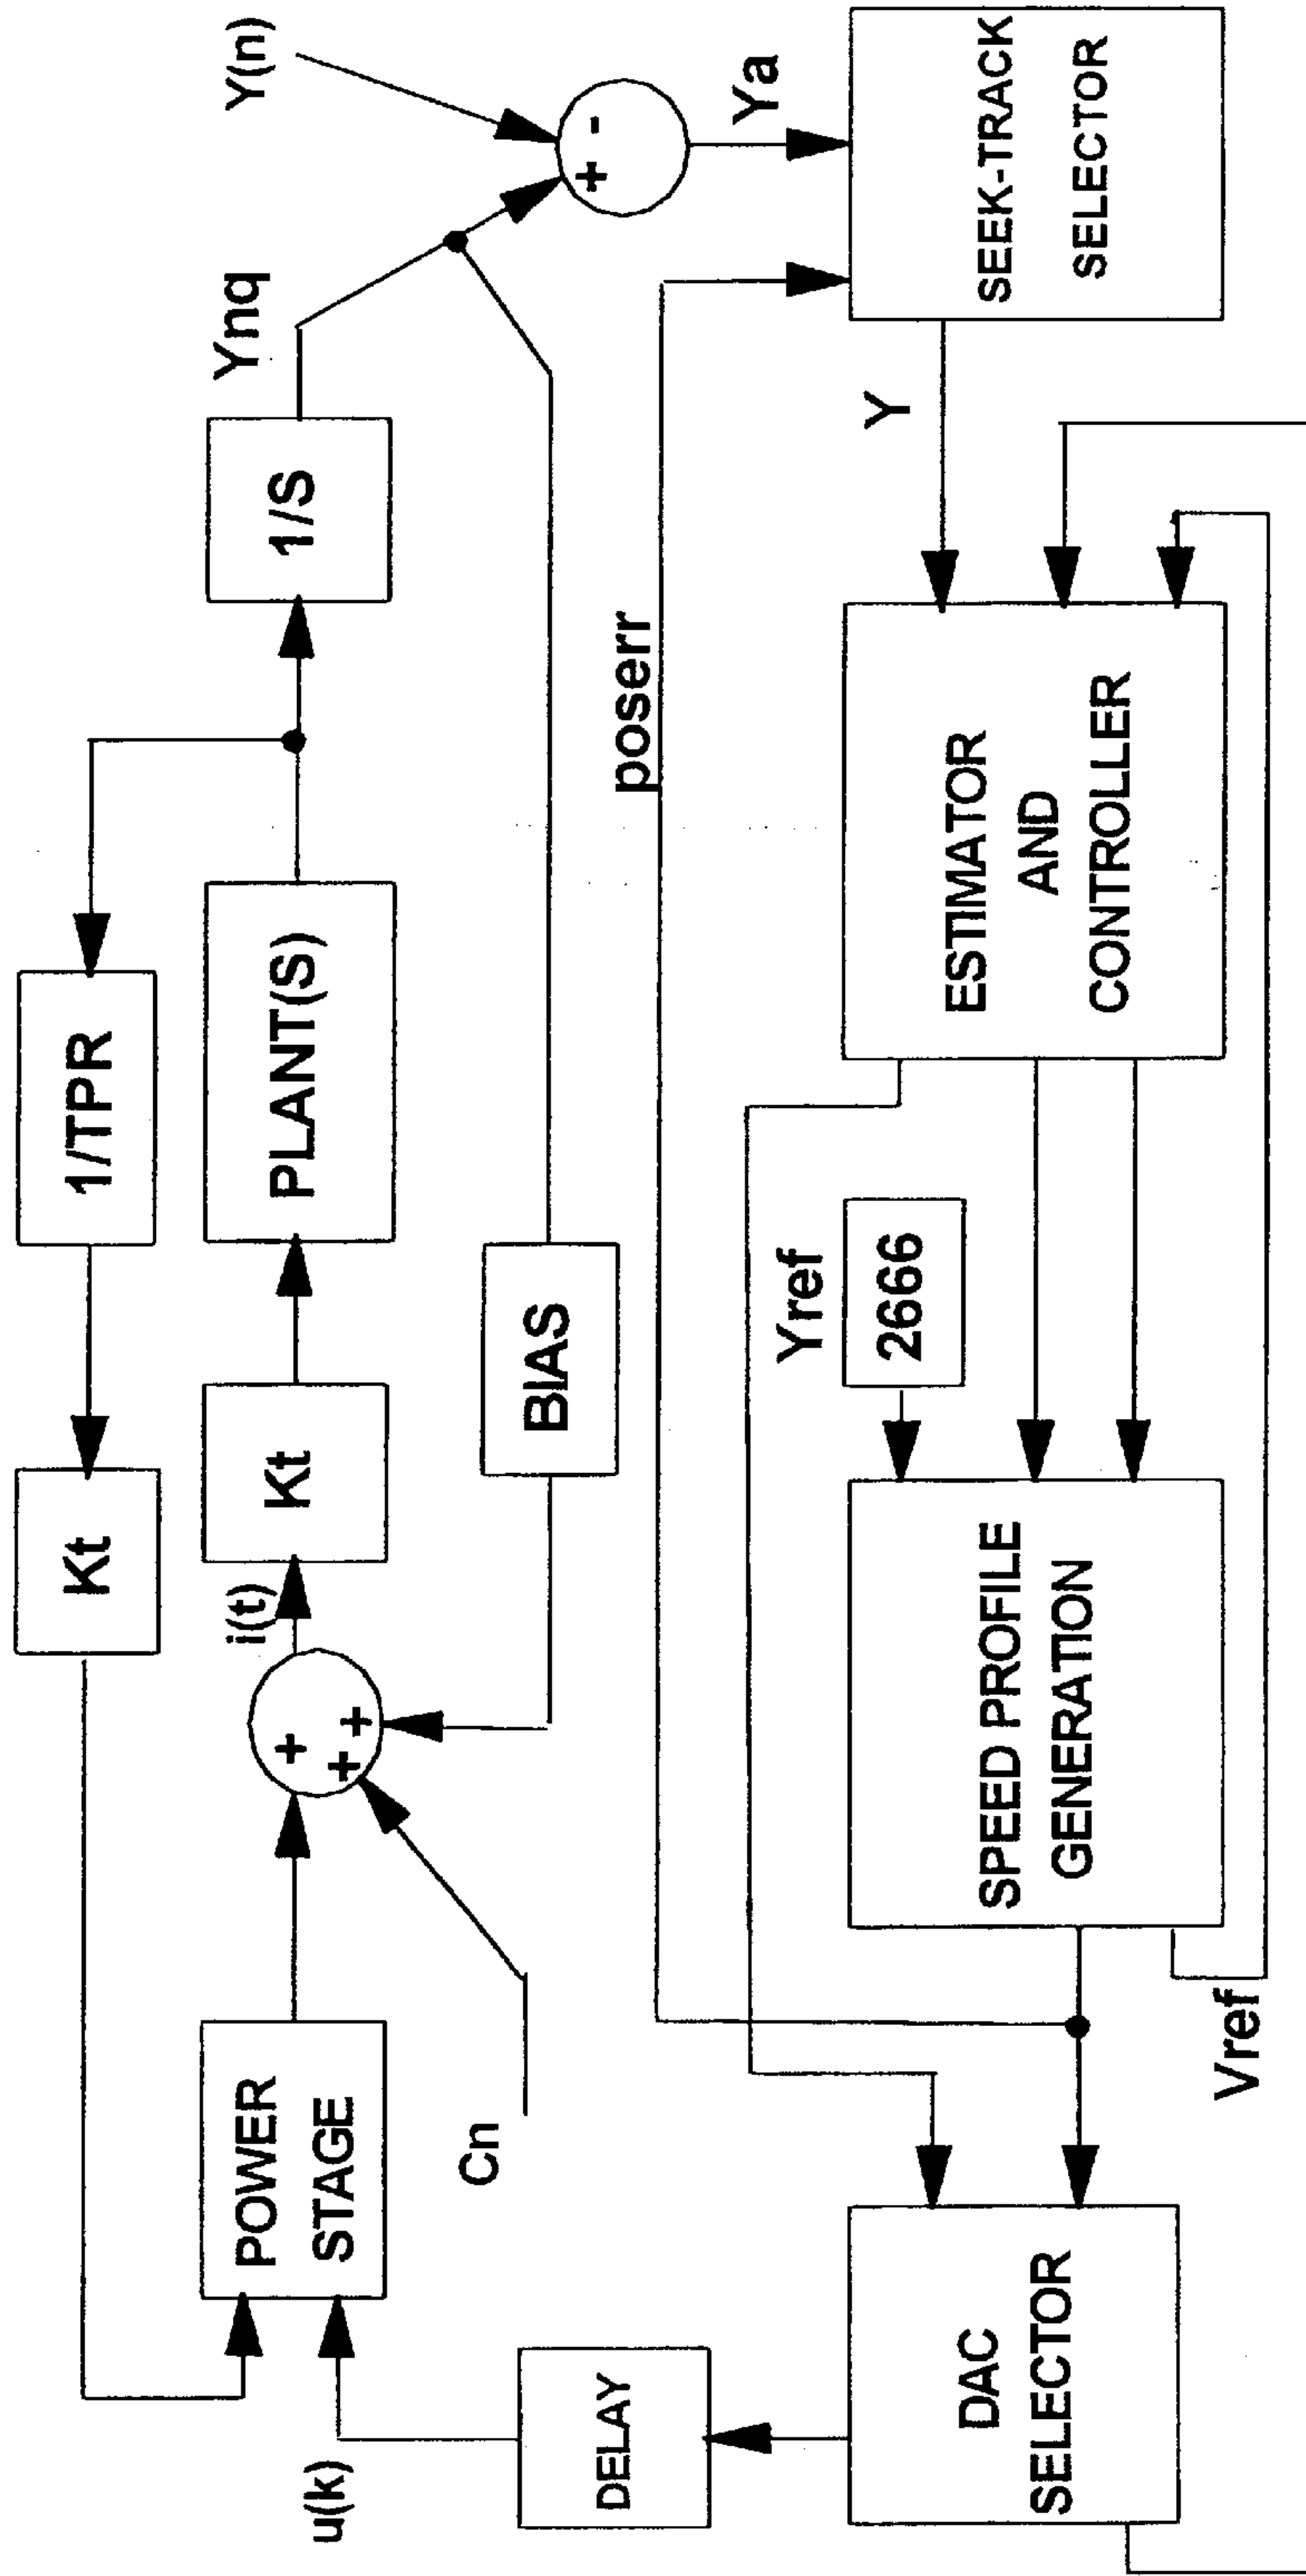 Kt
1/TPR
POWER
STAGE
i(t)
Kt
PLANT(S)
1/S
Ynq
Y(n)
+
+
+
+
-
u(k)
Cn
BIAS
DELAY
poserr
Ya
Yref
2666
Y
DAC
SELECTOR
SPEED PROFILE
GENERATION
ESTIMATOR
AND
CONTROLLER
SEEK-TRACK
SELECTOR
Vref